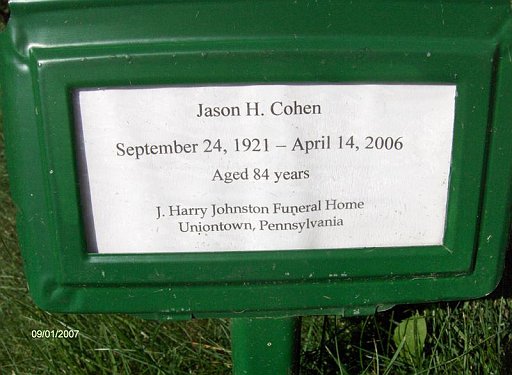 Jason H. Cohen
September 24, 1921 – April 14, 2006
Aged 84 years
J. Harry Johnston Funeral Home
Uniontown, Pennsylvania
09/01/2007